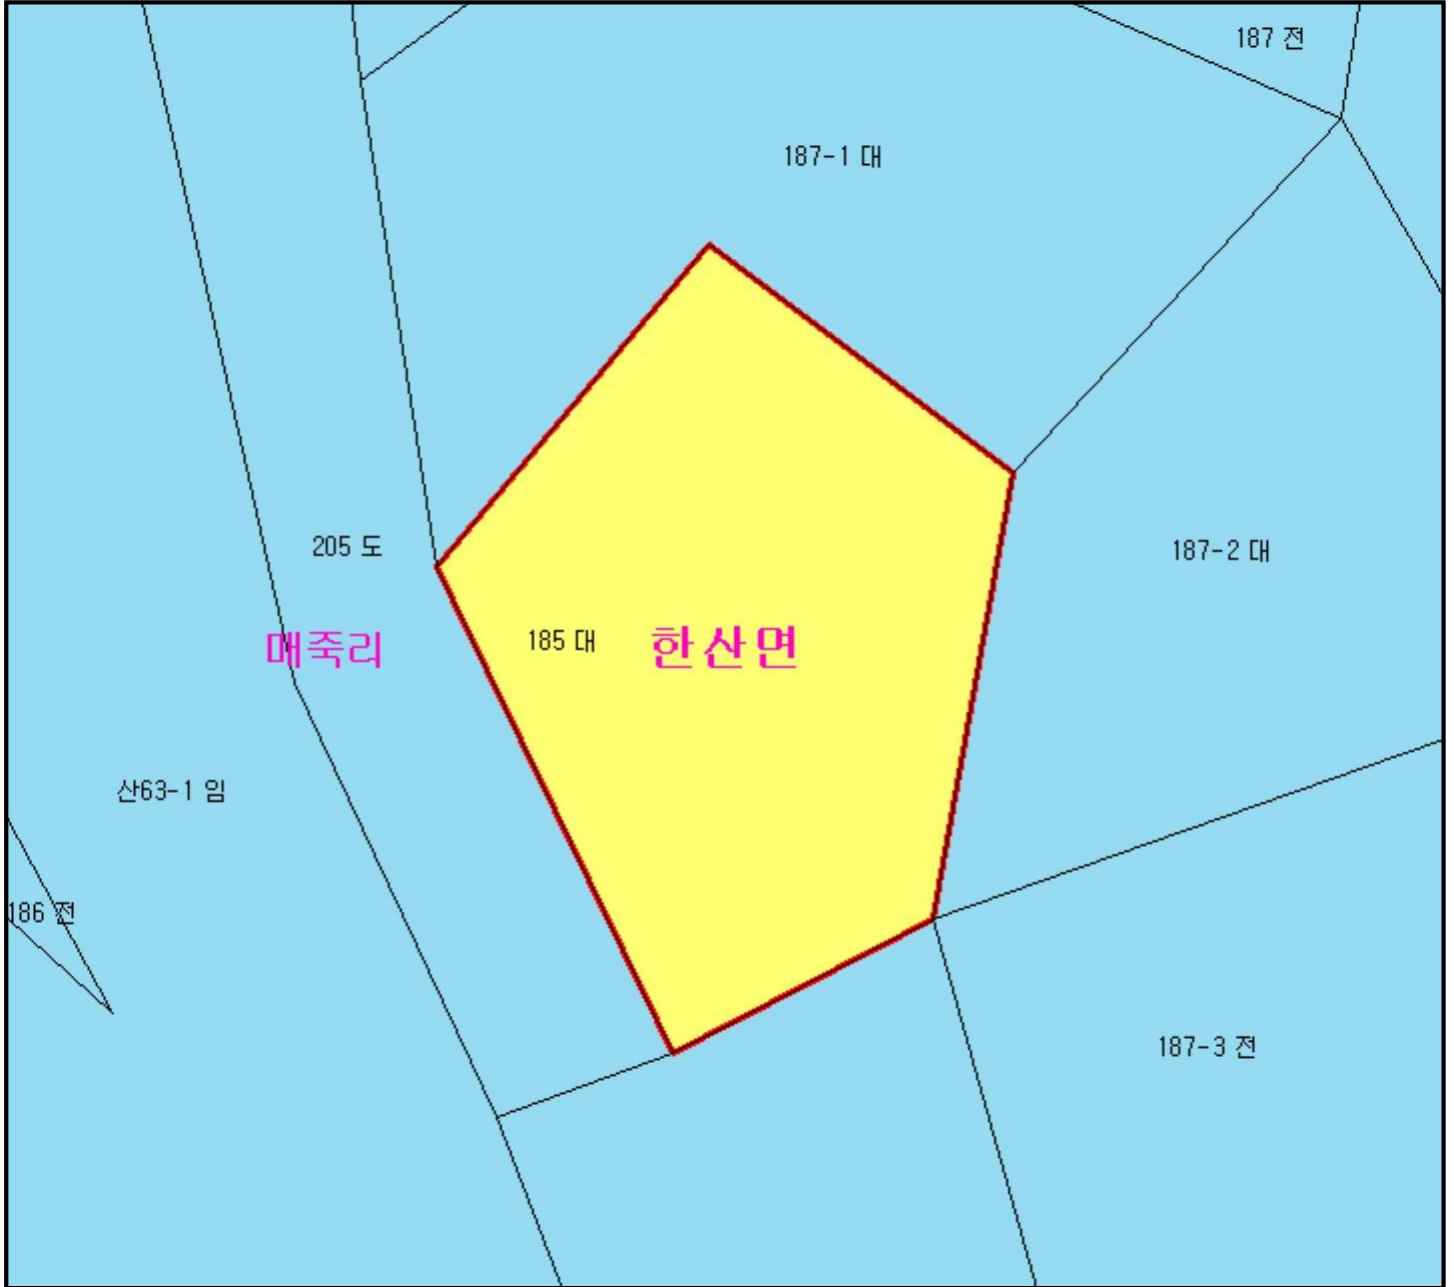 187 전
187-1 대
205 도
187-2 대
185 대
한산면
매죽리
산63-1 임
186 전
187-3 전